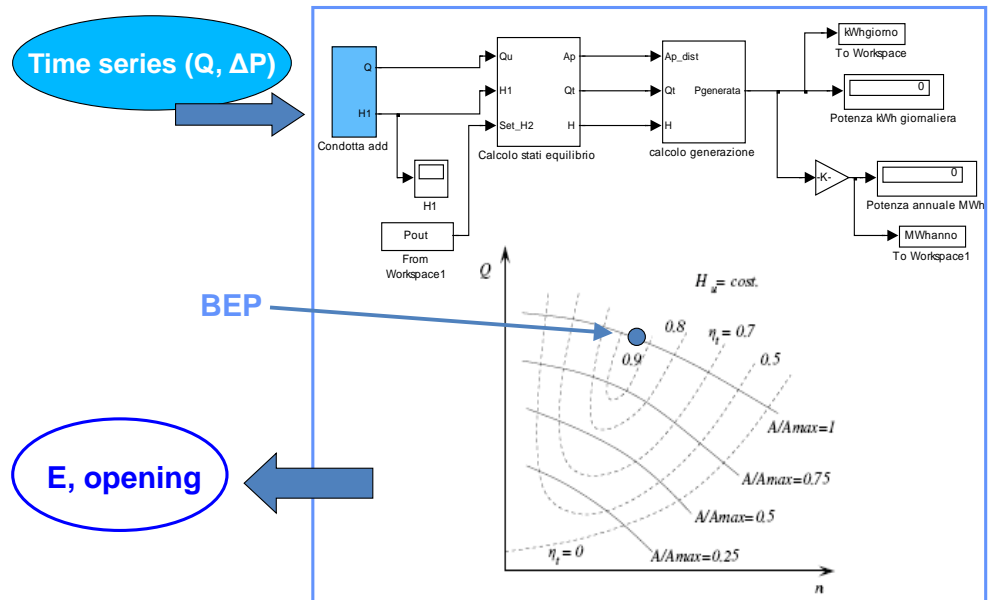 Time series (Q, ΔP)
Q
H1
Condotta add
H1
Pout
From
Workspace1
Qu
H1
Set_H2
Ap
Qt
H
Calcolo stati equilibrio
Ap_dist
Qt
H
Pgenerata
calcolo generazione
kWhgiorno
To Workspace
0
Potenza kWh giornaliera
-K-
0
Potenza annuale MWh
MWhanno
To Workspace1
BEP
Q
H_u = cost.
0.8
η_t = 0.7
0.9
0.5
A/Amax=1
A/Amax=0.75
A/Amax=0.5
A/Amax=0.25
η_t = 0
n
E, opening